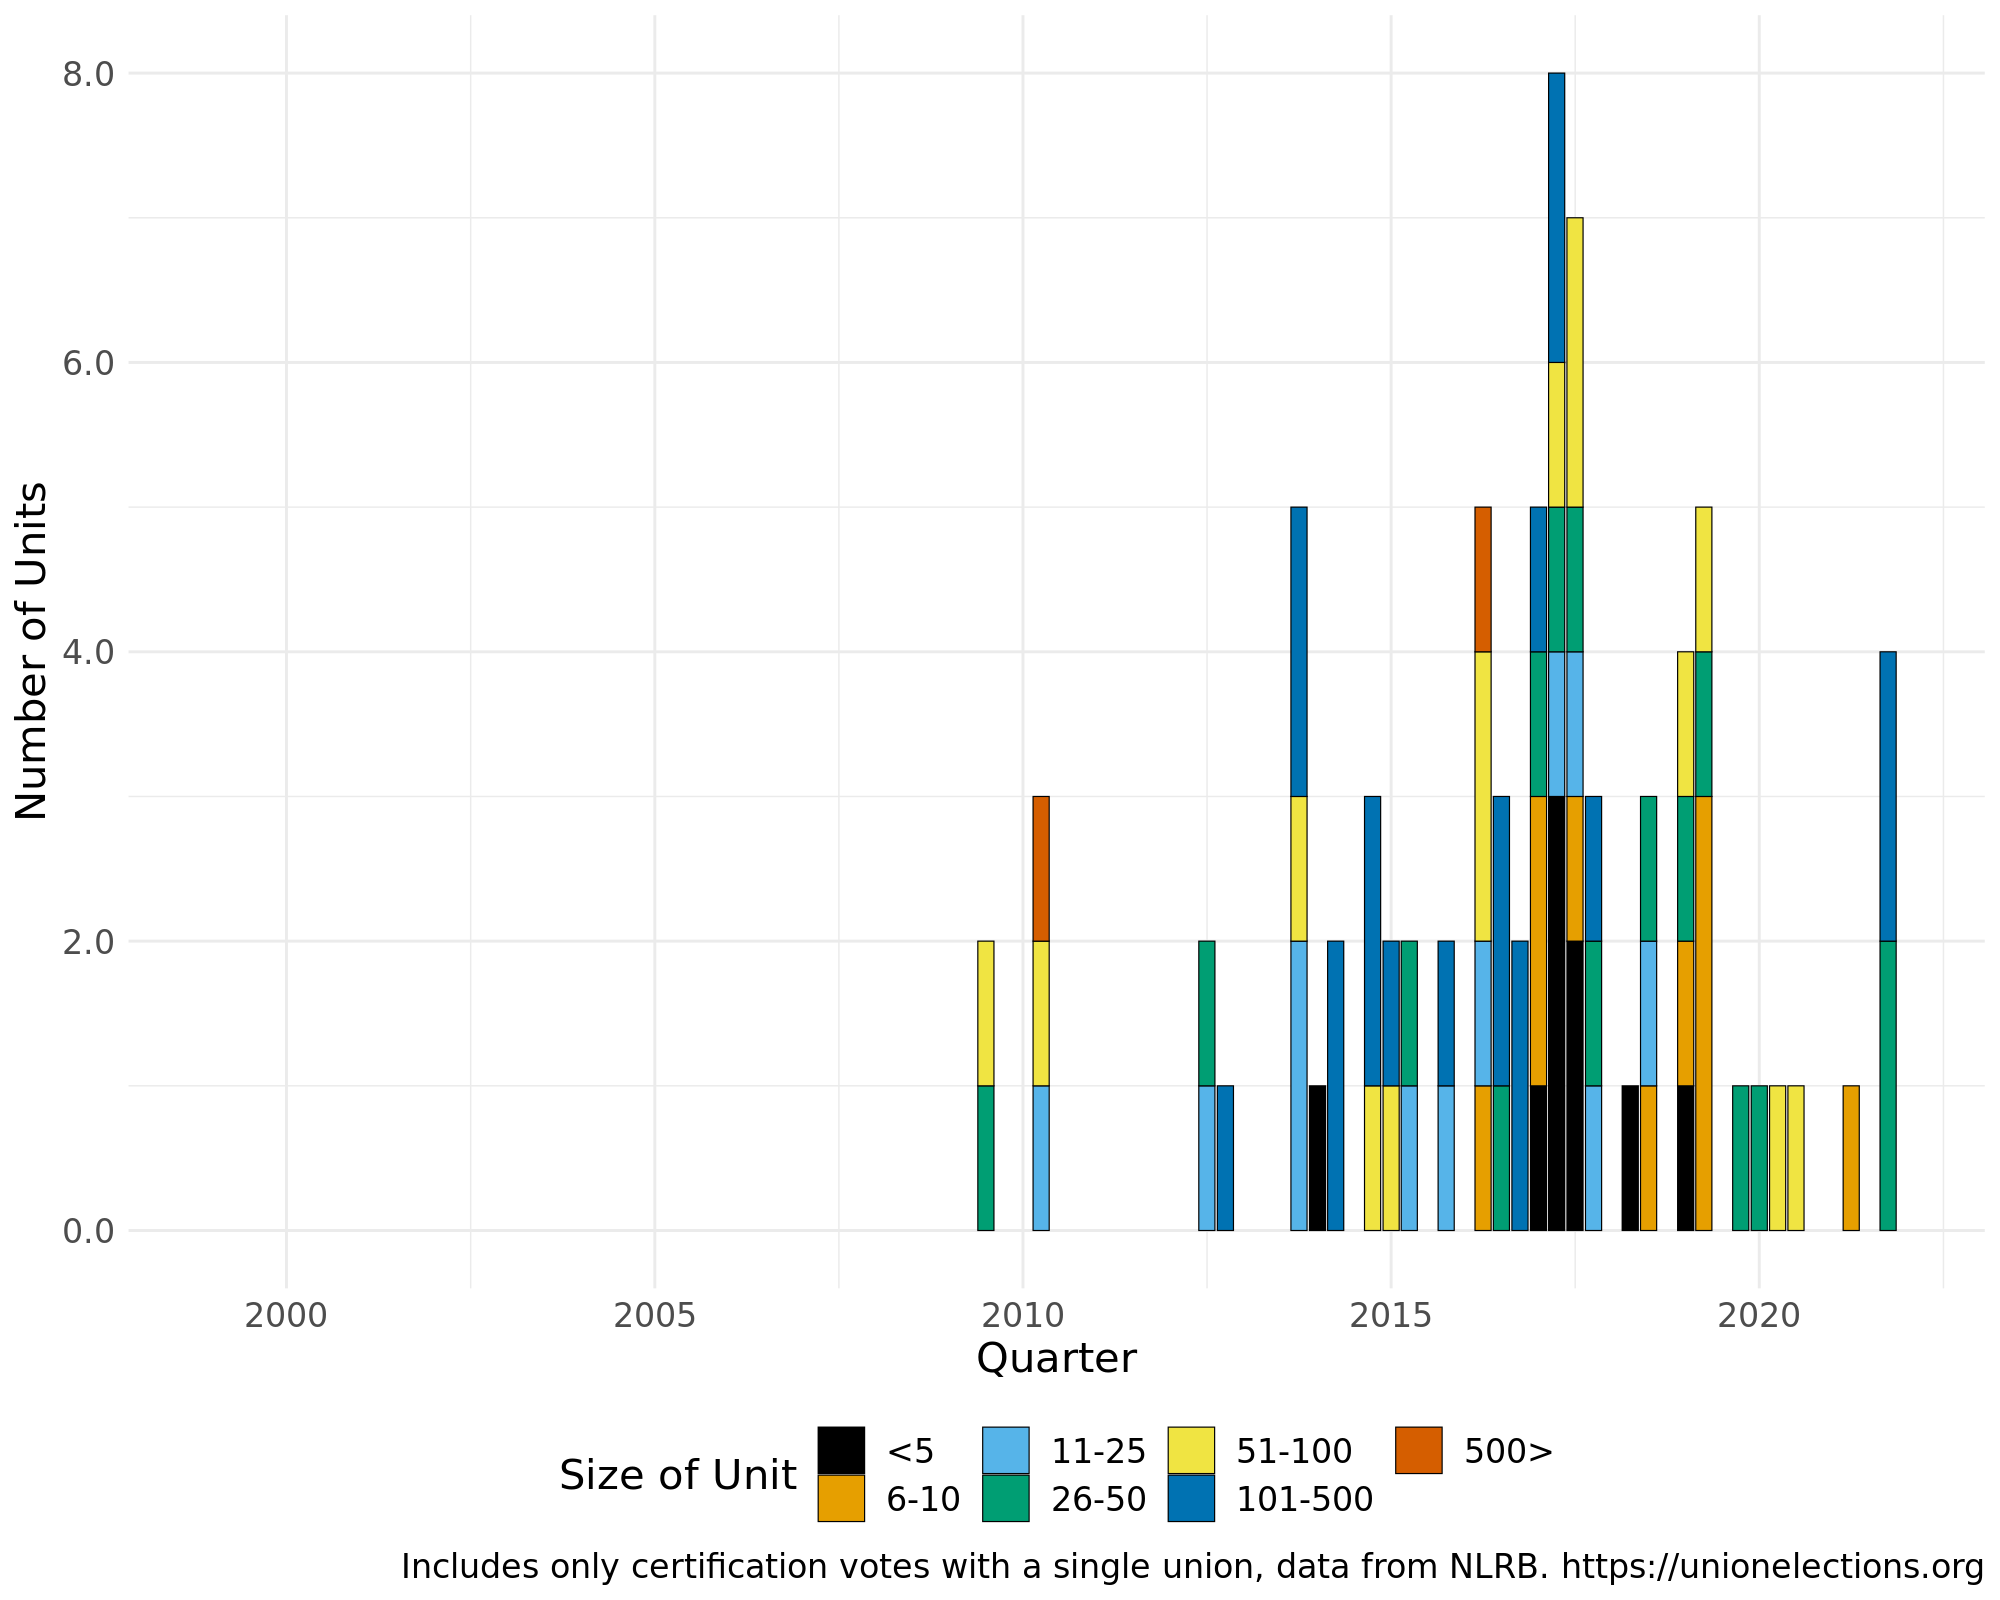 8.0
6.0
4.0
2.0
0.0
Number of Units
2000 2005 2010 2015 2020
Quarter
Size of Unit
<5 11-25 51-100 500>
6-10 26-50 101-500
Includes only certification votes with a single union, data from NLRB. https://unionelections.org